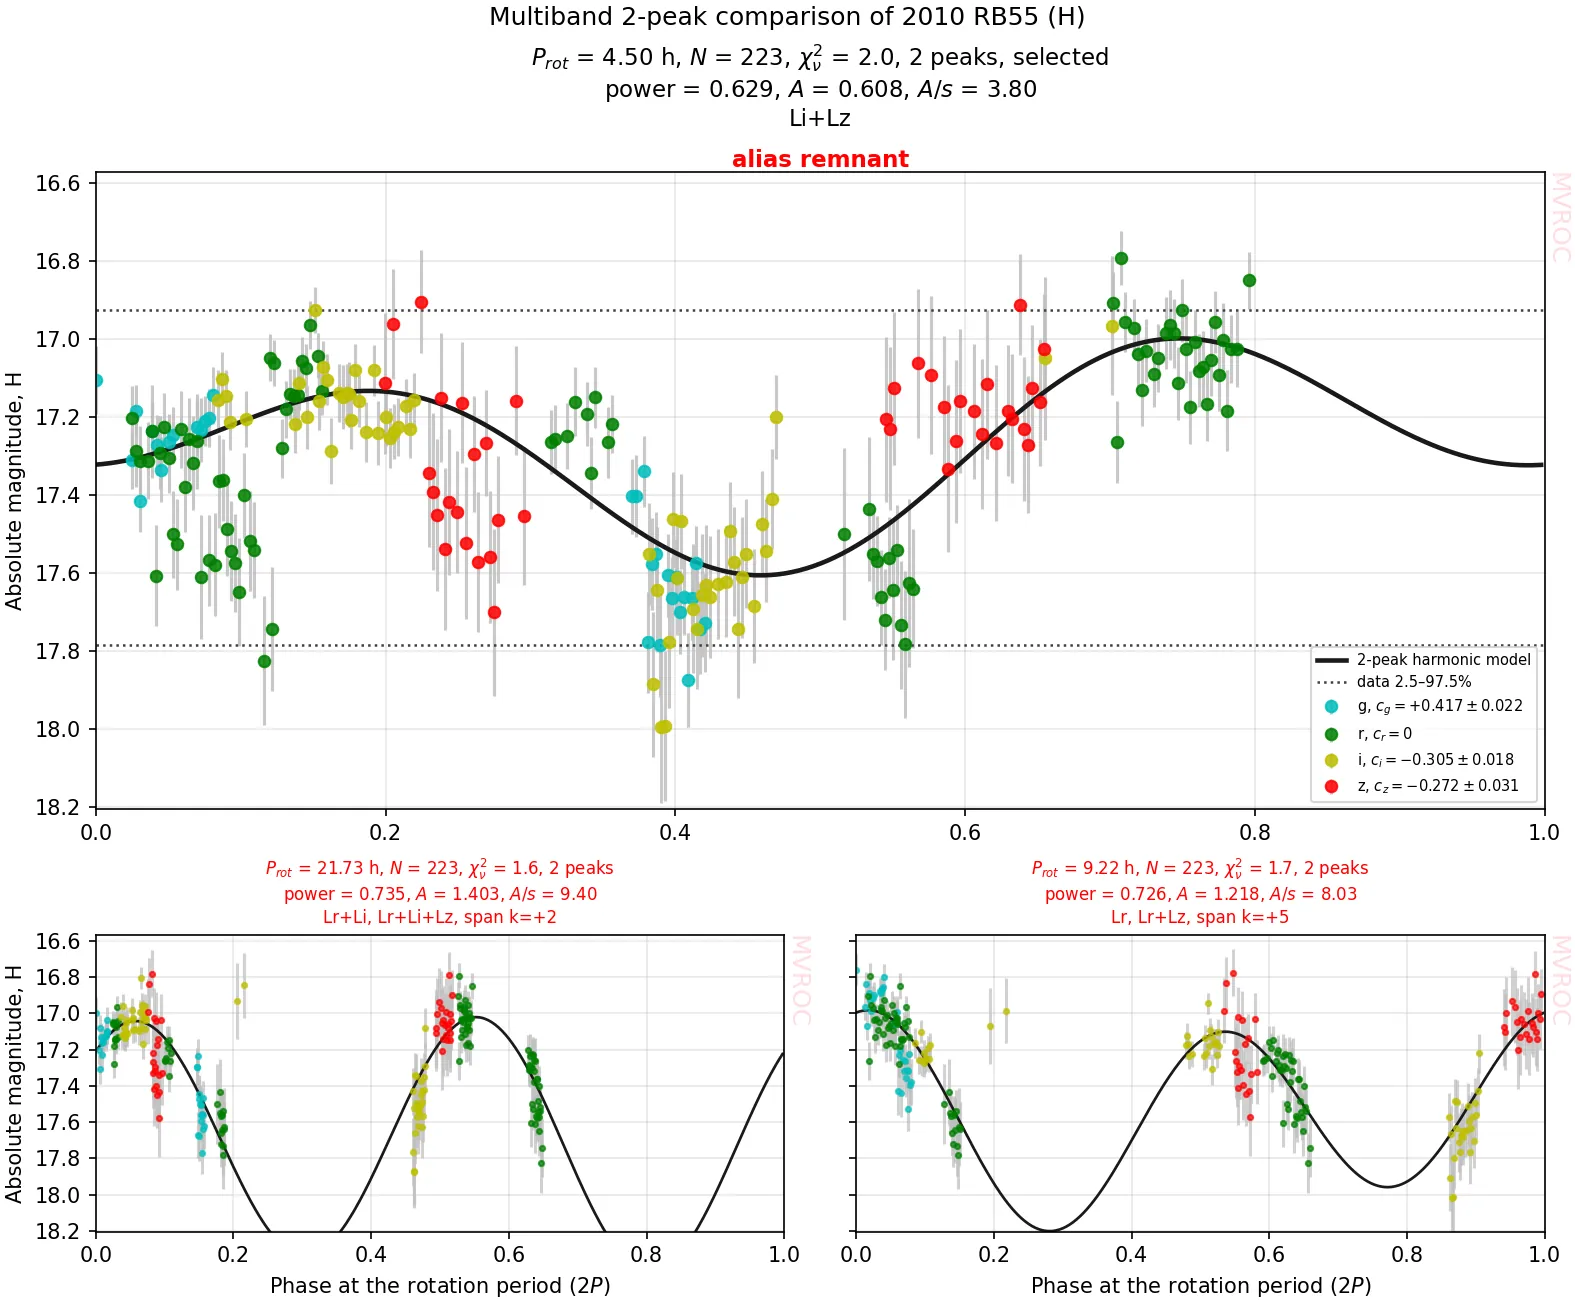 Multiband 2-peak comparison of 2010 RB55 (H)
P_rot = 4.50 h, N = 223, χ²_ν = 2.0, 2 peaks, selected
power = 0.629, A = 0.608, A/s = 3.80
Li+Lz
alias remnant
MVROC
Absolute magnitude, H
16.6
16.8
17.0
17.2
17.4
17.6
17.8
18.0
18.2
2-peak harmonic model
data 2.5–97.5%
g, c_g = +0.417 ± 0.022
r, c_r = 0
i, c_i = −0.305 ± 0.018
z, c_z = −0.272 ± 0.031
0.0 0.2 0.4 0.6 0.8 1.0
P_rot = 21.73 h, N = 223, χ²_ν = 1.6, 2 peaks
power = 0.735, A = 1.403, A/s = 9.40
Lr+Li, Lr+Li+Lz, span k=+2
MVROC
Absolute magnitude, H
16.6
16.8
17.0
17.2
17.4
17.6
17.8
18.0
18.2
0.0 0.2 0.4 0.6 0.8 1.0
Phase at the rotation period (2P)
P_rot = 9.22 h, N = 223, χ²_ν = 1.7, 2 peaks
power = 0.726, A = 1.218, A/s = 8.03
Lr, Lr+Lz, span k=+5
MVROC
0.0 0.2 0.4 0.6 0.8 1.0
Phase at the rotation period (2P)